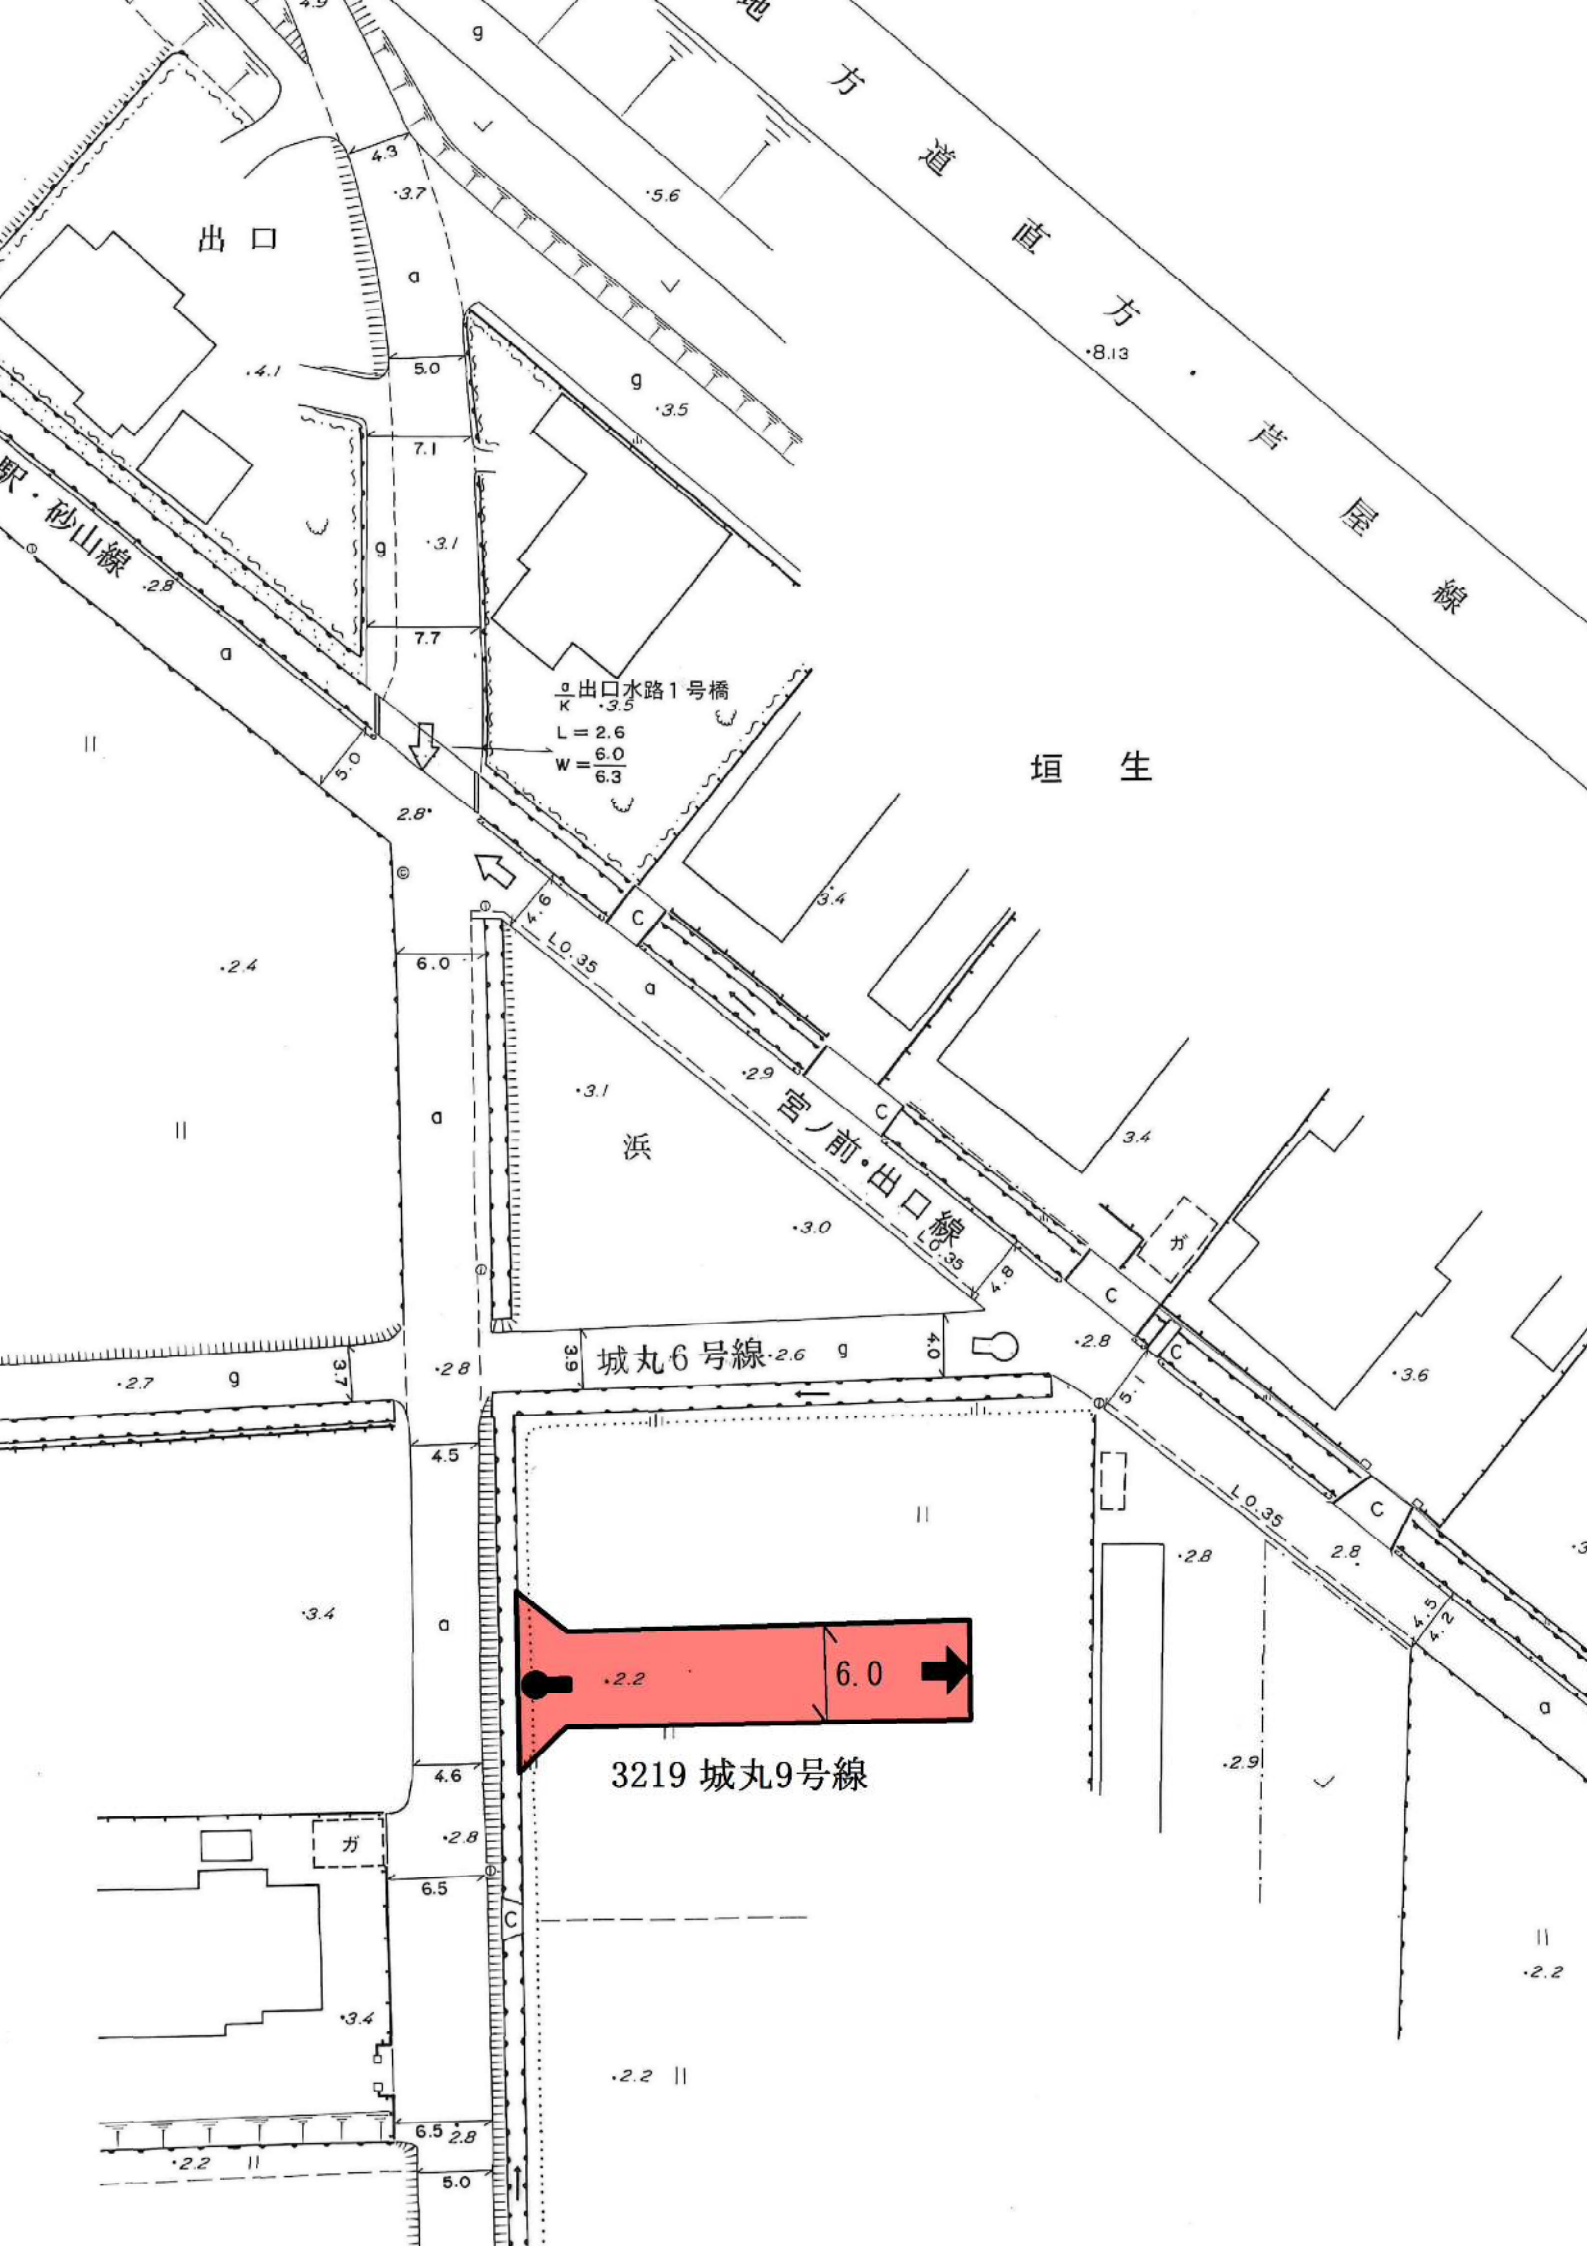 4.9
g
地方道直方・芦屋線
4.3
・3.7
・5.6
出口
a
・8.13
・4.1
5.0
g
・3.5
7.1
駅・砂山線
g
・3.1
・2.8
7.7
a
a/K 出口水路1号橋
・3.5
L=2.6
W=6.0/6.3
5.0
垣生
2.8・
3.4
4.6
C
L0.35
・2.4
6.0
a
・2.9
・3.1
C
a
浜
宮ノ前・出口線
3.4
・3.0
L0.35
4.8
ガ
C
3.7
・2.8
3.9
城丸6号線
・2.6
g
4.0
・2.8
C
・2.7
g
5.1
・3.6
4.5
L0.35
C
・2.8
2.8
・3.4
a
4.5
4.2
・2.2
6.0
a
4.6
3219 城丸9号線
・2.9
ガ
・2.8
6.5
C
・2.2
・3.4
・2.2
6.5
2.8
・2.2
5.0